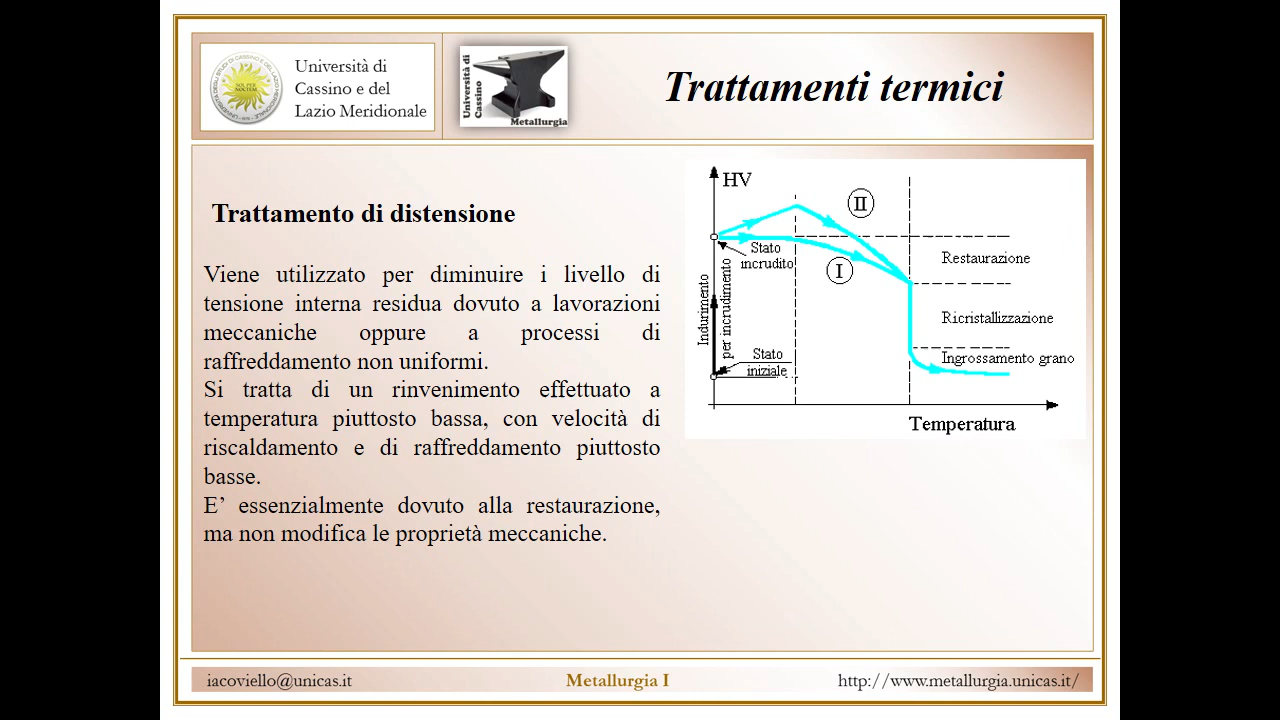 Università di
Cassino e del
Lazio Meridionale
Università di
Cassino
Metallurgia
Trattamenti termici
Trattamento di distensione
Viene utilizzato per diminuire i livello di
tensione interna residua dovuto a lavorazioni
meccaniche oppure a processi di
raffreddamento non uniformi.
Si tratta di un rinvenimento effettuato a
temperatura piuttosto bassa, con velocità di
riscaldamento e di raffreddamento piuttosto
basse.
E’ essenzialmente dovuto alla restaurazione,
ma non modifica le proprietà meccaniche.
HV
II
I
Stato
incrudito
Indurimento
per incrudimento
Stato
iniziale
Restaurazione
Ricristallizzazione
Ingrossamento grano
Temperatura
iacoviello@unicas.it
Metallurgia I
http://www.metallurgia.unicas.it/